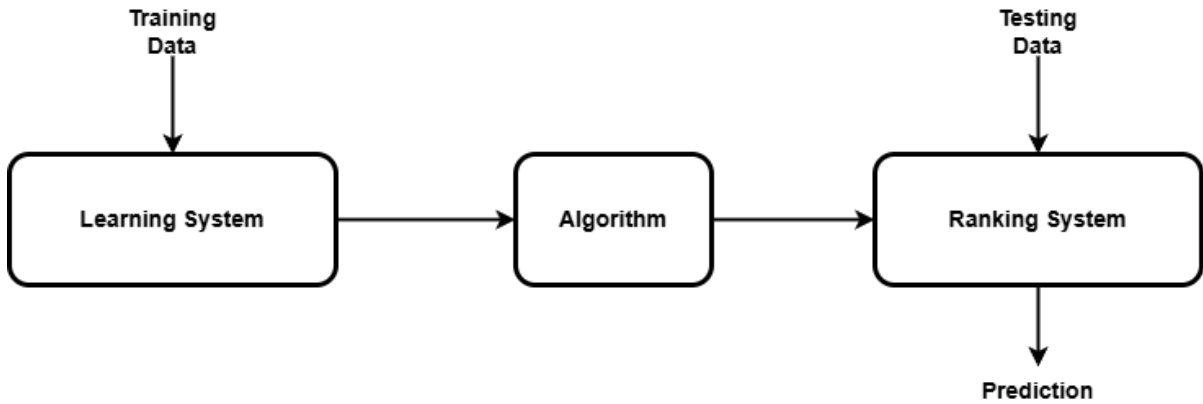 Training
Data
Testing
Data
Learning System
Algorithm
Ranking System
Prediction